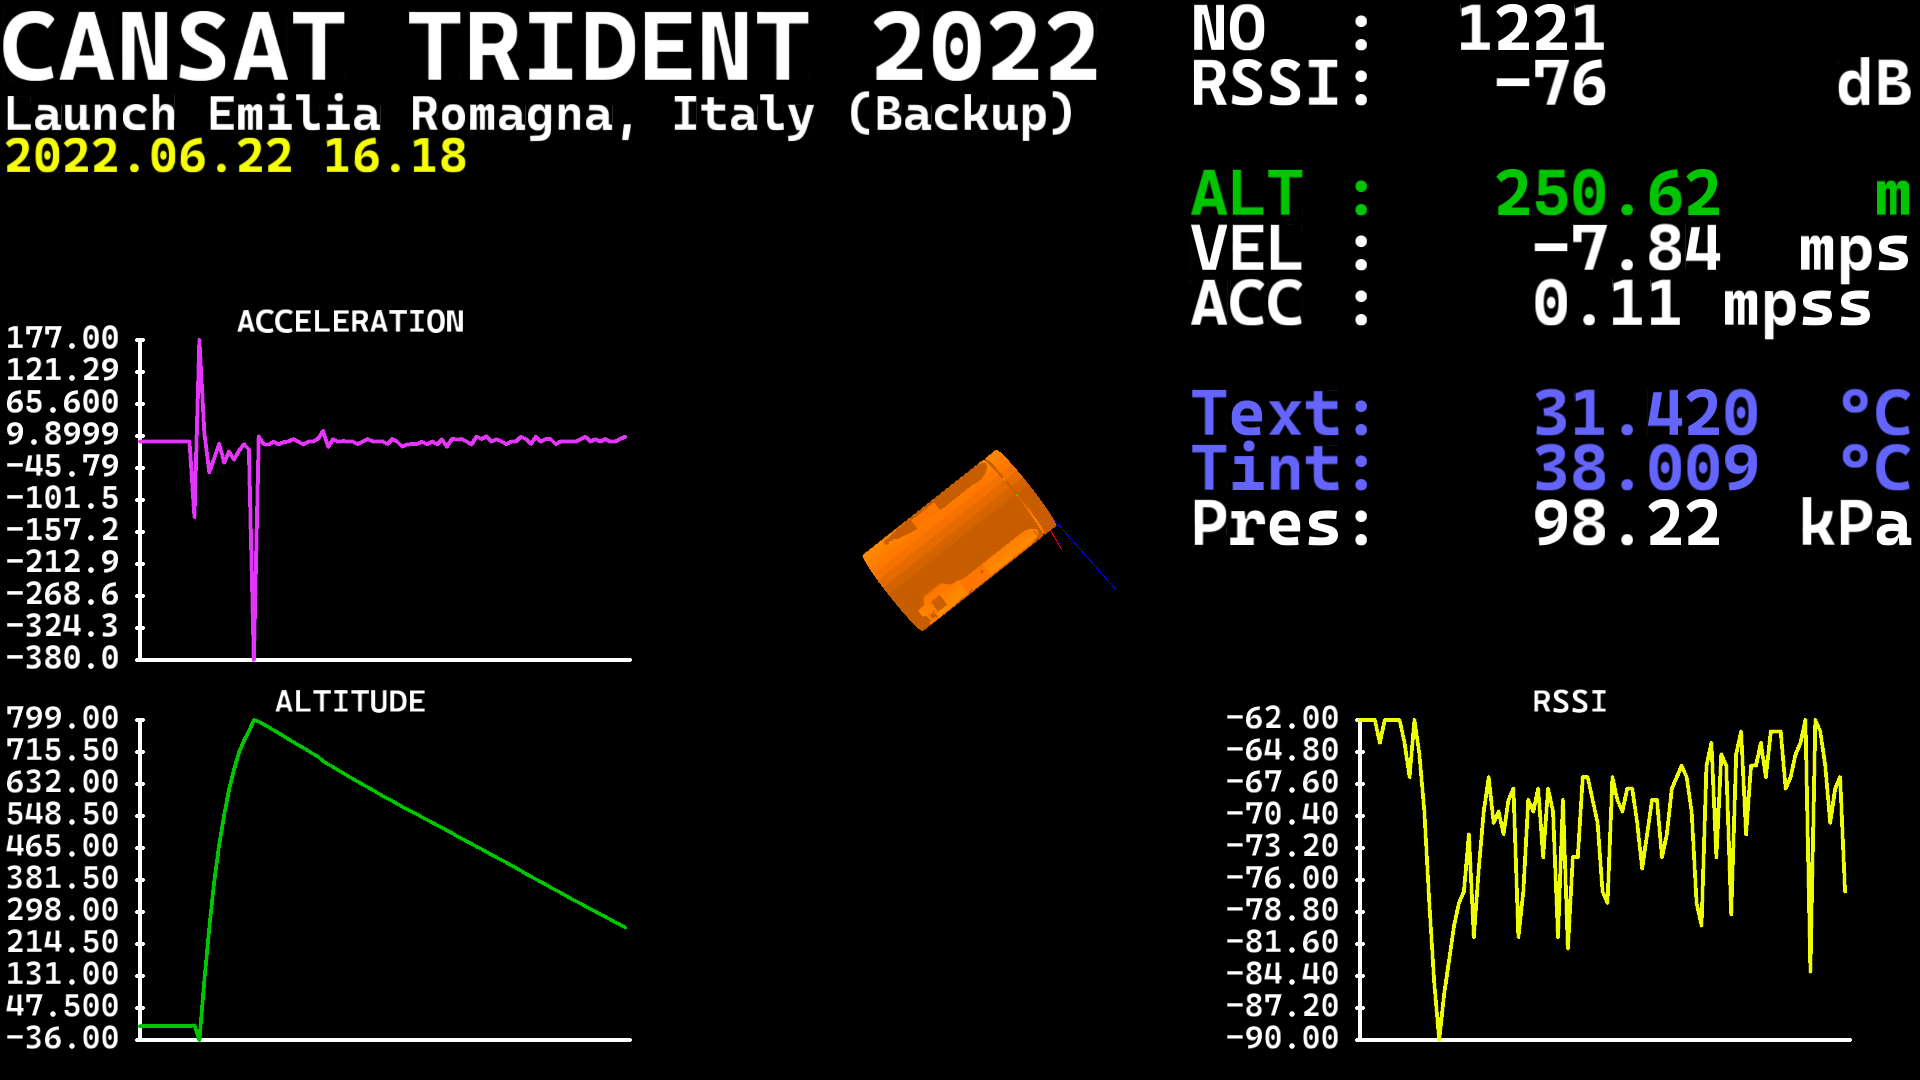 CANSAT TRIDENT 2022
Launch Emilia Romagna, Italy (Backup)
2022.06.22 16.18
NO : 1221
RSSI: −76 dB
ALT : 250.62 m
VEL : −7.84 mps
ACC : 0.11 mpss
Text: 31.420 °C
Tint: 38.009 °C
Pres: 98.22 kPa
ACCELERATION
177.00
121.29
65.600
9.8999
−45.79
−101.5
−157.2
−212.9
−268.6
−324.3
−380.0
ALTITUDE
799.00
715.50
632.00
548.50
465.00
381.50
298.00
214.50
131.00
47.500
−36.00
RSSI
−62.00
−64.80
−67.60
−70.40
−73.20
−76.00
−78.80
−81.60
−84.40
−87.20
−90.00